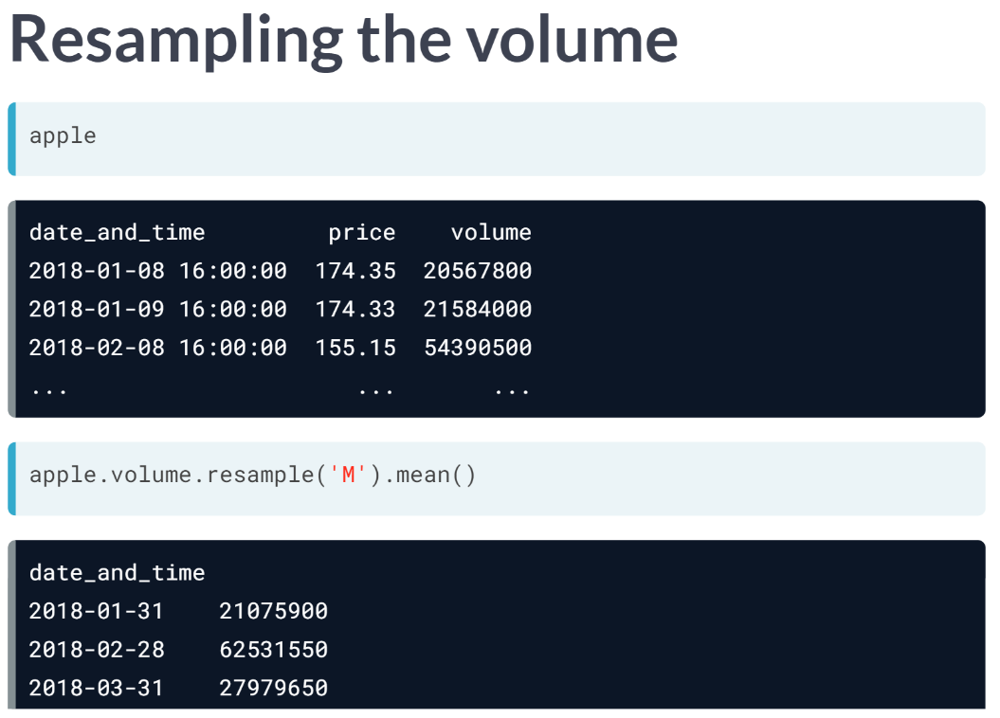 Resampling the volume
apple
date_and_time price volume
2018-01-08 16:00:00 174.35 20567800
2018-01-09 16:00:00 174.33 21584000
2018-02-08 16:00:00 155.15 54390500
... ... ...
apple.volume.resample('M').mean()
date_and_time
2018-01-31 21075900
2018-02-28 62531550
2018-03-31 27979650